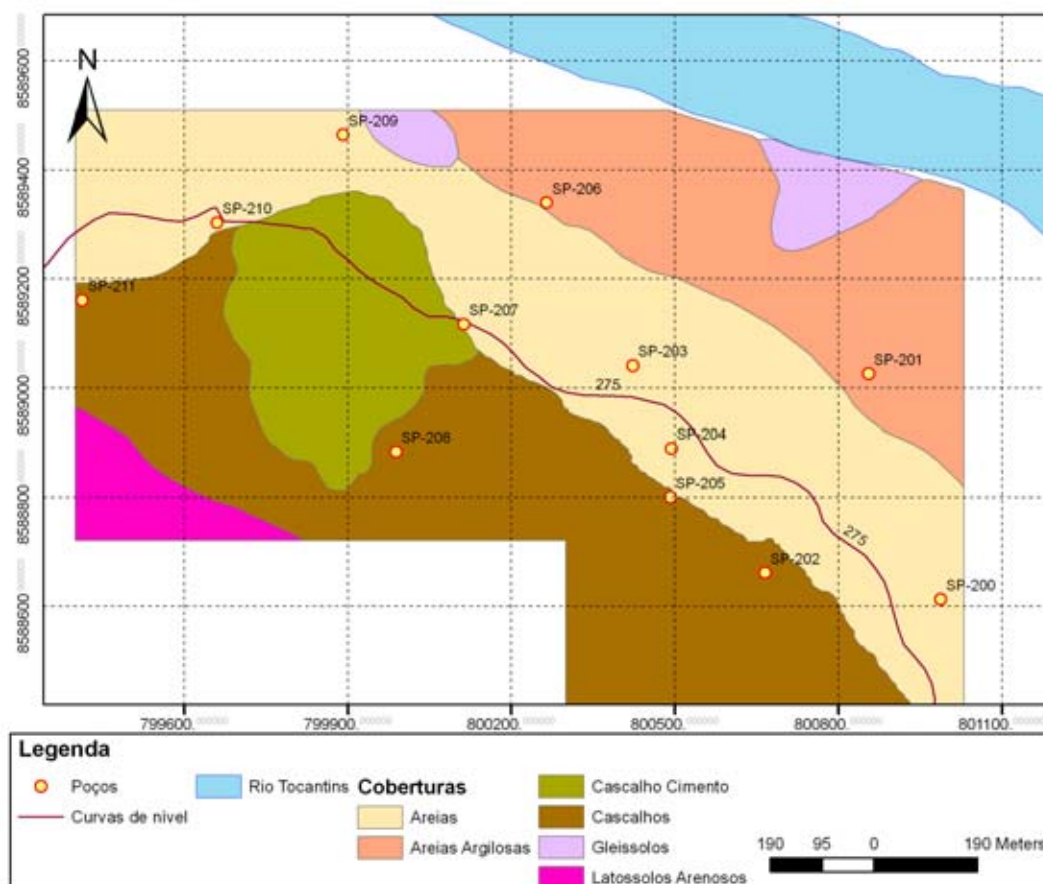 8589600
8589400
8589200
8589000
8588800
8588600
N
SP-209
SP-206
SP-210
SP-211
SP-207
SP-203
SP-201
275
SP-204
SP-208
SP-205
275
SP-202
SP-200
799600.
799900.
800200.
800500.
800800.
801100.
Legenda
Poços
Rio Tocantins
Coberturas
Cascalho Cimento
Curvas de nivel
Areias
Cascalhos
Areias Argilosas
Gleissolos
Latossolos Arenosos
190 95 0 190 Meters